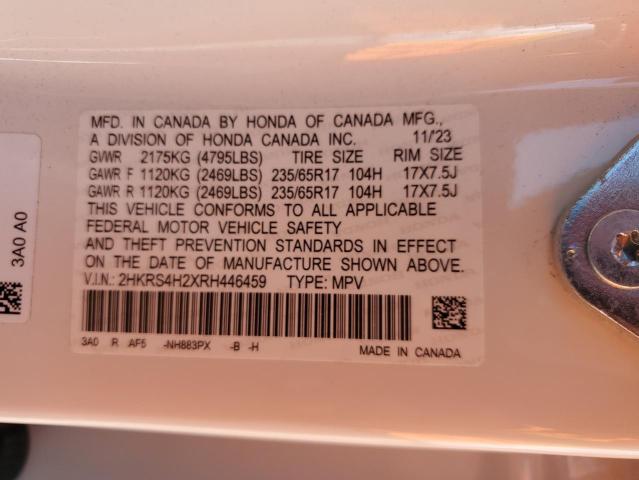 MFD. IN CANADA BY HONDA OF CANADA MFG.,
A DIVISION OF HONDA CANADA INC. 11/23
GVWR 2175KG (4795LBS) TIRE SIZE RIM SIZE
GAWR F 1120KG (2469LBS) 235/65R17 104H 17X7.5J
GAWR R 1120KG (2469LBS) 235/65R17 104H 17X7.5J
THIS VEHICLE CONFORMS TO ALL APPLICABLE
FEDERAL MOTOR VEHICLE SAFETY
AND THEFT PREVENTION STANDARDS IN EFFECT
ON THE DATE OF MANUFACTURE SHOWN ABOVE.
V.I.N.: 2HKRS4H2XRH446459 TYPE: MPV
3A0 R AF5 -NH883PX -B -H MADE IN CANADA
3A0 A0